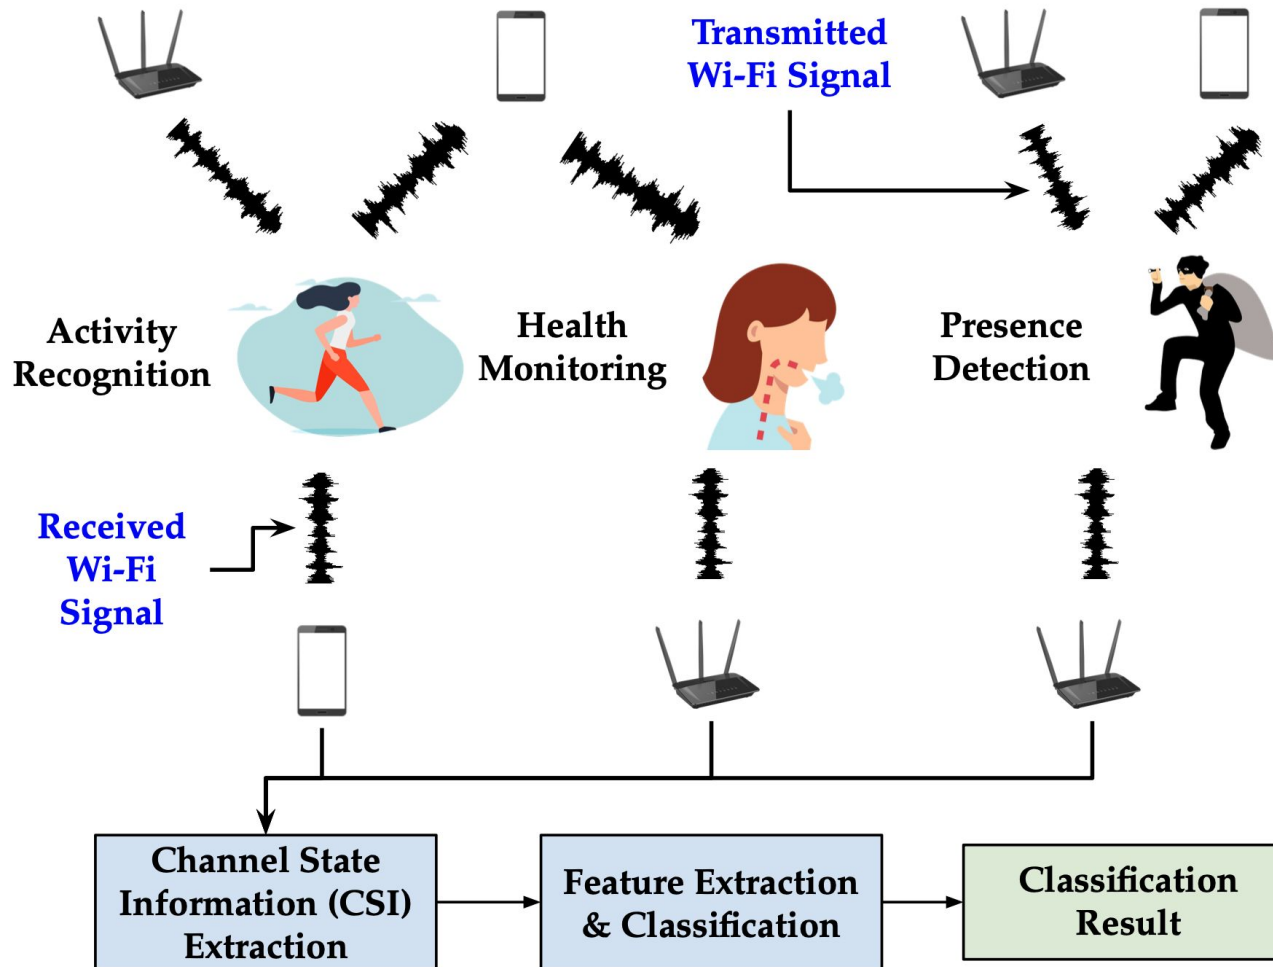 Transmitted
Wi-Fi Signal
Activity
Recognition
Health
Monitoring
Presence
Detection
Received
Wi-Fi
Signal
Channel State
Information (CSI)
Extraction
Feature Extraction
& Classification
Classification
Result